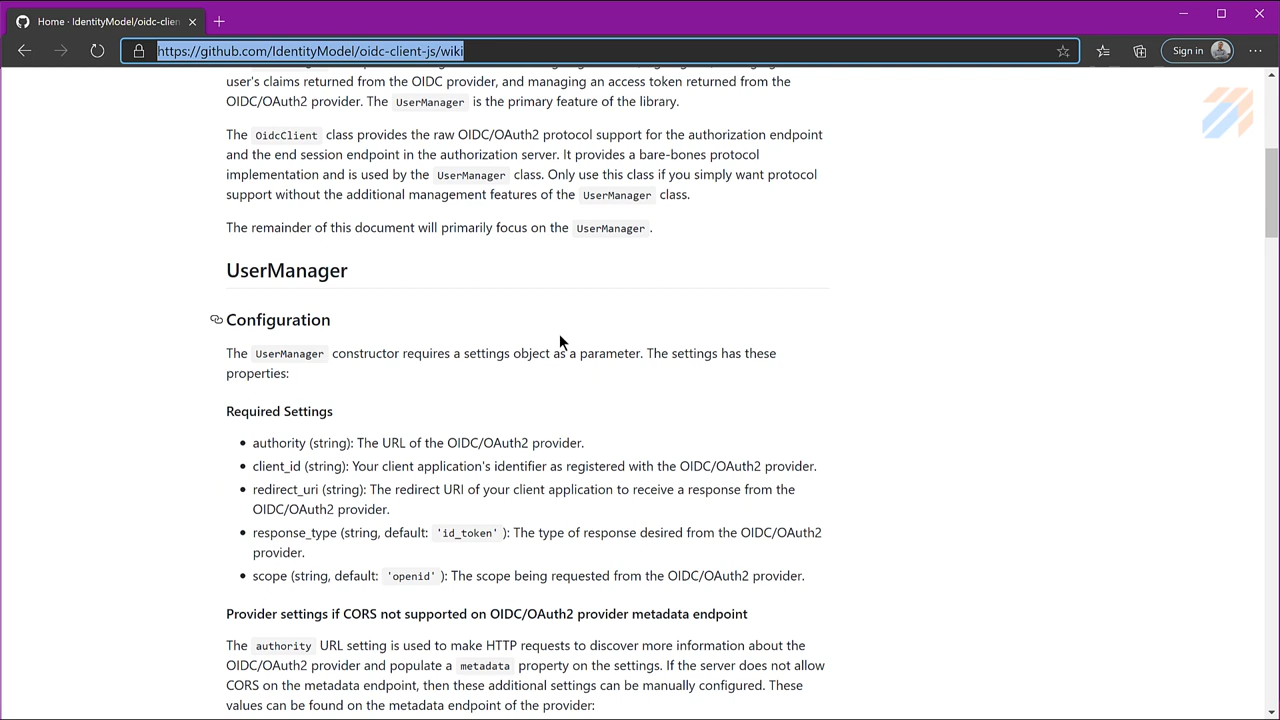 Home · IdentityModel/oidc-clien
https://github.com/IdentityModel/oidc-client-js/wiki
Sign in
user's claims returned from the OIDC provider, and managing an access token returned from the
OIDC/OAuth2 provider. The UserManager is the primary feature of the library.
The OidcClient class provides the raw OIDC/OAuth2 protocol support for the authorization endpoint
and the end session endpoint in the authorization server. It provides a bare-bones protocol
implementation and is used by the UserManager class. Only use this class if you simply want protocol
support without the additional management features of the UserManager class.
The remainder of this document will primarily focus on the UserManager.
UserManager
Configuration
The UserManager constructor requires a settings object as a parameter. The settings has these
properties:
Required Settings
• authority (string): The URL of the OIDC/OAuth2 provider.
• client_id (string): Your client application's identifier as registered with the OIDC/OAuth2 provider.
• redirect_uri (string): The redirect URI of your client application to receive a response from the
OIDC/OAuth2 provider.
• response_type (string, default: 'id_token'): The type of response desired from the OIDC/OAuth2
provider.
• scope (string, default: 'openid'): The scope being requested from the OIDC/OAuth2 provider.
Provider settings if CORS not supported on OIDC/OAuth2 provider metadata endpoint
The authority URL setting is used to make HTTP requests to discover more information about the
OIDC/OAuth2 provider and populate a metadata property on the settings. If the server does not allow
CORS on the metadata endpoint, then these additional settings can be manually configured. These
values can be found on the metadata endpoint of the provider: